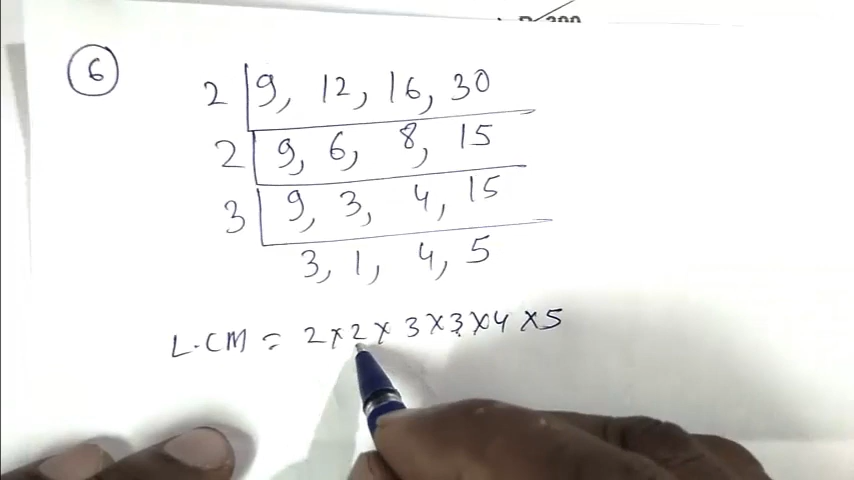 6
2 | 9, 12, 16, 30
2 | 9, 6, 8, 15
3 | 9, 3, 4, 15
3, 1, 4, 5
L.CM = 2 x 2 x 3 x 3 x 4 x 5